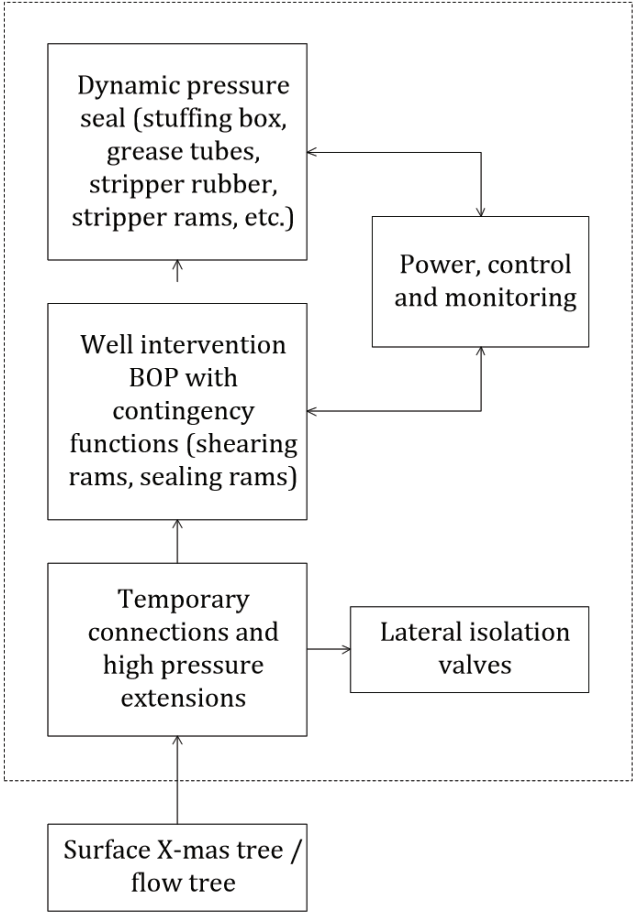 Dynamic pressure
seal (stuffing box,
grease tubes,
stripper rubber,
stripper rams, etc.)
Power, control
and monitoring
Well intervention
BOP with
contingency
functions (shearing
rams, sealing rams)
Temporary
connections and
high pressure
extensions
Lateral isolation
valves
Surface X-mas tree /
flow tree